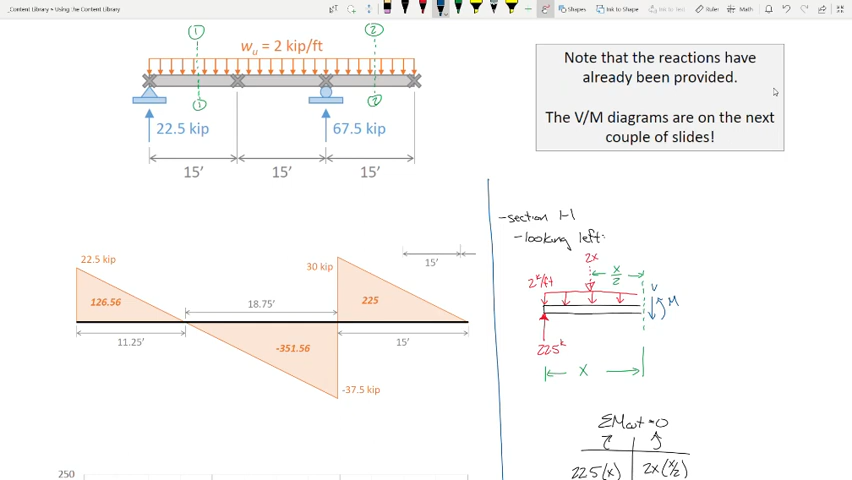 _Content Library • Using the Content Library
Shapes
Ink to Shape
Ink to Text
Ruler
Math
1
2
w_u = 2 kip/ft
1
2
22.5 kip
67.5 kip
15'
15'
15'
Note that the reactions have
already been provided.
The V/M diagrams are on the next
couple of slides!
-section 1-1
-looking left:
2x
x/2
2 k/ft
V
M
22.5 k
X
22.5 kip
126.56
11.25'
18.75'
-351.56
-37.5 kip
30 kip
225
15'
15'
ΣMcut=0
22.5(x)
2x(x/2)
250